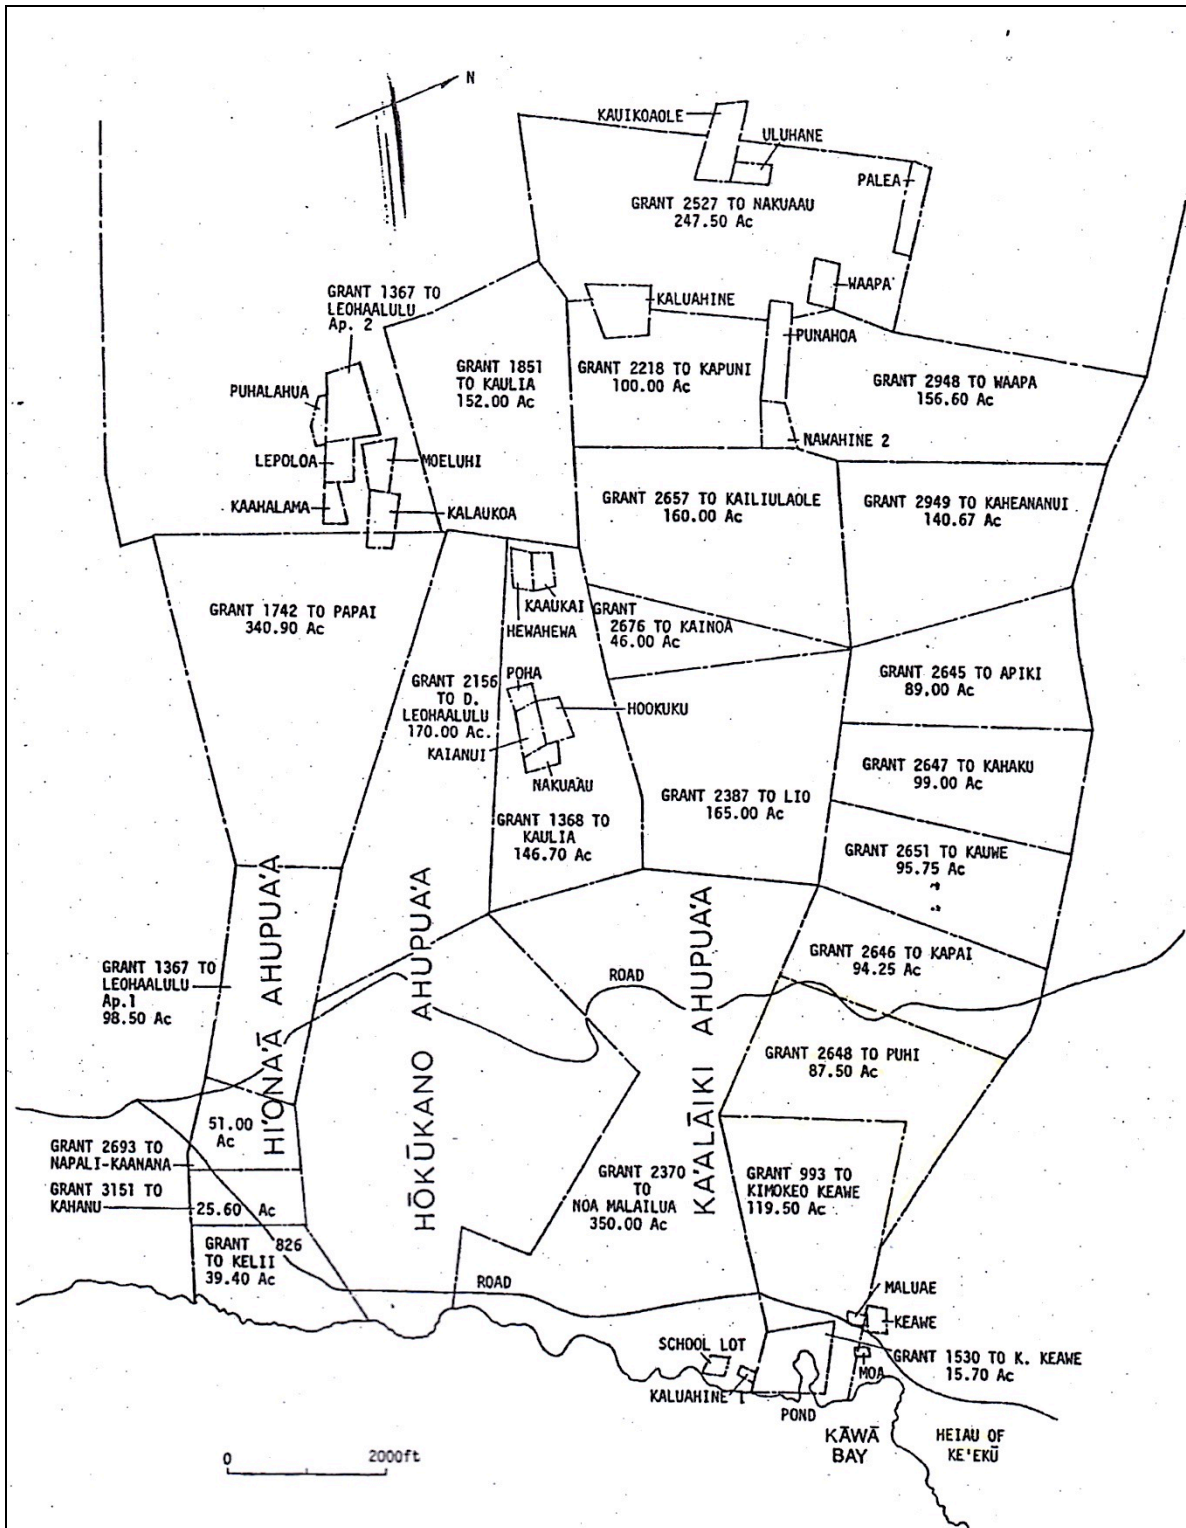 N
KAUIKOAOLE
ULUHANE
PALEA
GRANT 2527 TO NAKUAAU
247.50 Ac
WAAPA'
KALUAHINE
PUNAHOA
GRANT 1367 TO
LEOHAALULU
Ap. 2
GRANT 1851
TO KAULIA
152.00 Ac
GRANT 2218 TO KAPUNI
100.00 Ac
GRANT 2948 TO WAAPA
156.60 Ac
PUHALAHUA
NAWAHINE 2
LEPOLOA
MOELUHI
KAAHALAMA
KALAUKOA
GRANT 2657 TO KAILIULAOLE
160.00 Ac
GRANT 2949 TO KAHEANANUI
140.67 Ac
GRANT 1742 TO PAPAI
340.90 Ac
KAAUKAI
HEWAHEWA
GRANT
2676 TO KAINOA
46.00 Ac
GRANT 2156
TO D.
LEOHAALULU
170.00 Ac.
POHA
HOOKUKU
KAIANUI
NAKUAAU
GRANT 2645 TO APIKI
89.00 Ac
GRANT 2647 TO KAHAKU
99.00 Ac
GRANT 2387 TO LIO
165.00 Ac
GRANT 1368 TO
KAULIA
146.70 Ac
GRANT 2651 TO KAUWE
95.75 Ac
HI'ONA'Ā AHUPUA'A
HŌKŪKANO AHUPUA'A
KA'ALĀIKI AHUPUA'A
GRANT 2646 TO KAPAI
94.25 Ac
GRANT 1367 TO
LEOHAALULU
Ap.1
98.50 Ac
ROAD
GRANT 2648 TO PUHI
87.50 Ac
51.00
Ac
GRANT 2693 TO
NAPALI-KAANANA
GRANT 3151 TO
KAHANU
25.60 Ac
GRANT 826
TO KELII
39.40 Ac
GRANT 2370
TO
NOA MALAILUA
350.00 Ac
GRANT 993 TO
KIMOKEO KEAWE
119.50 Ac
ROAD
MALUAE
KEAWE
SCHOOL LOT
GRANT 1530 TO K. KEAWE
15.70 Ac
MOA
KALUAHINE 1
POND
KĀWĀ
BAY
HEIAU OF
KE'EKŪ
0 2000ft